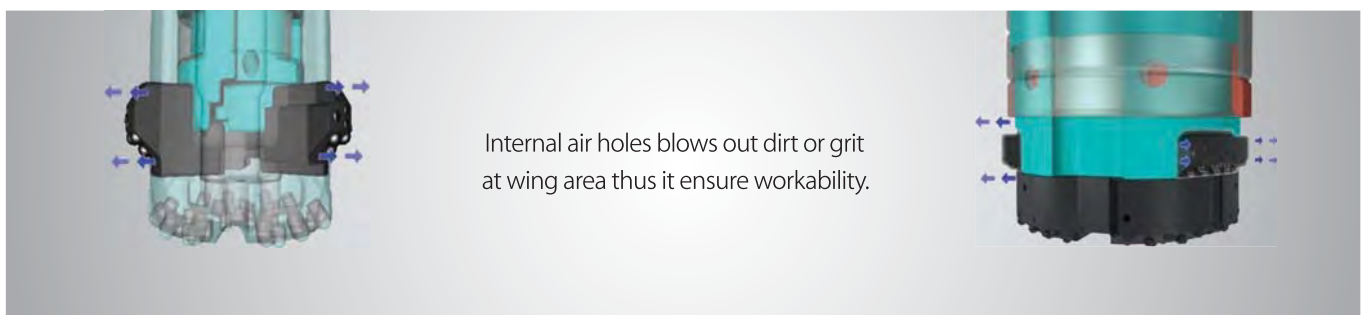 Internal air holes blows out dirt or grit
at wing area thus it ensure workability.